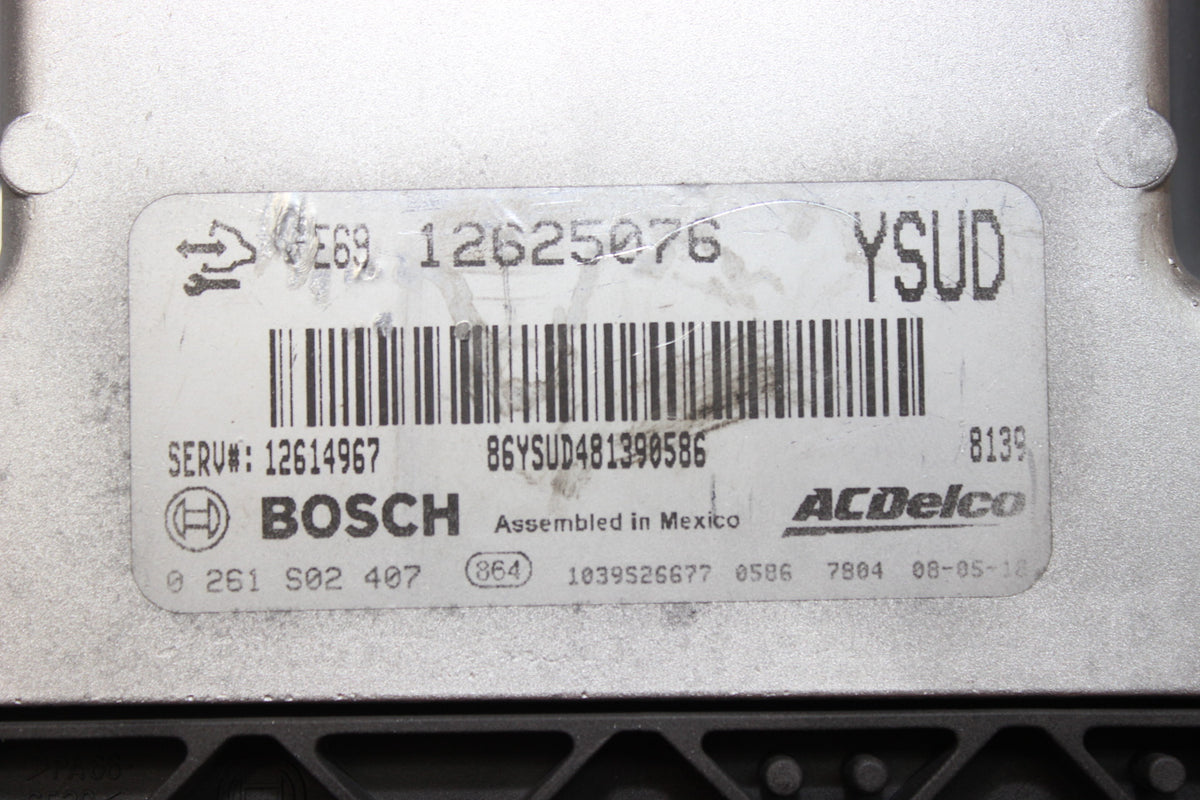 E69 12625076 YSUD
SERV#: 12614967 86YSUD481390586 8139
BOSCH Assembled in Mexico ACDelco
0 261 S02 407 864 1039S26677 0586 7804 08-05-18
>PA66